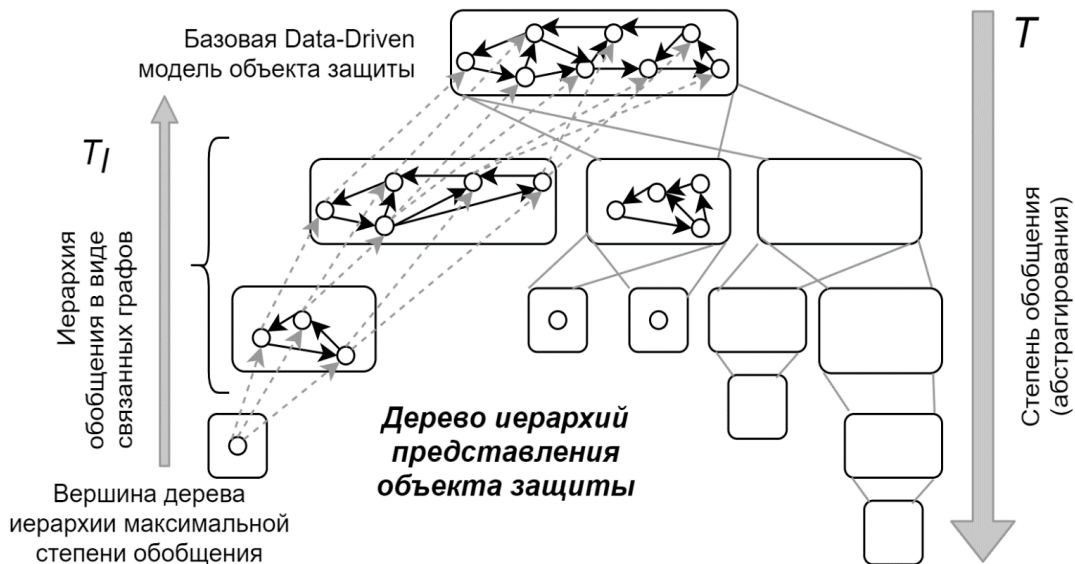 Базовая Data-Driven
модель объекта защиты
T
T_I
Иерархия
обобщения в виде
связанных графов
Степень обобщения
(абстрагирования)
Дерево иерархий
представления
объекта защиты
Вершина дерева
иерархии максимальной
степени обобщения